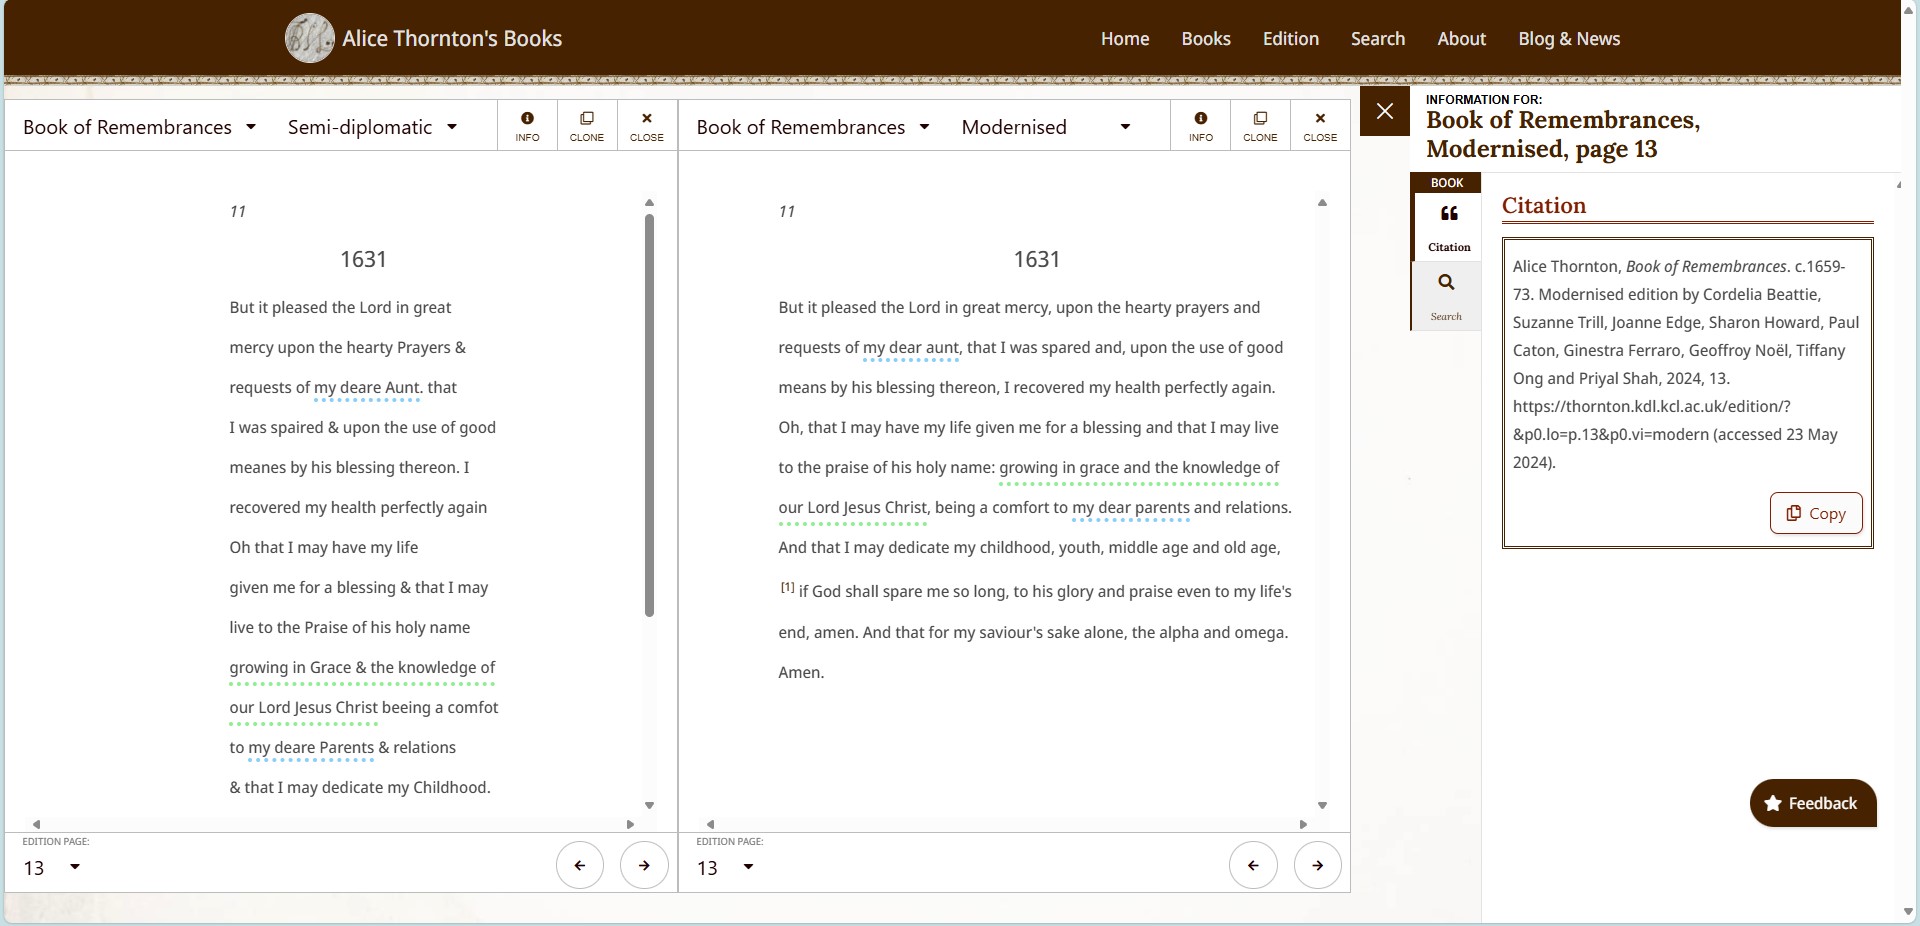 Alice Thornton's Books
Home Books Edition Search About Blog & News
Book of Remembrances Semi-diplomatic INFO CLONE CLOSE
11
1631
But it pleased the Lord in great
mercy upon the hearty Prayers &
requests of my deare Aunt. that
I was spaired & upon the use of good
meanes by his blessing thereon. I
recovered my health perfectly again
Oh that I may have my life
given me for a blessing & that I may
live to the Praise of his holy name
growing in Grace & the knowledge of
our Lord Jesus Christ beeing a comfot
to my deare Parents & relations
& that I may dedicate my Childhood.
EDITION PAGE:
13
Book of Remembrances Modernised INFO CLONE CLOSE
11
1631
But it pleased the Lord in great mercy, upon the hearty prayers and
requests of my dear aunt, that I was spared and, upon the use of good
means by his blessing thereon, I recovered my health perfectly again.
Oh, that I may have my life given me for a blessing and that I may live
to the praise of his holy name: growing in grace and the knowledge of
our Lord Jesus Christ, being a comfort to my dear parents and relations.
And that I may dedicate my childhood, youth, middle age and old age,
[1] if God shall spare me so long, to his glory and praise even to my life's
end, amen. And that for my saviour's sake alone, the alpha and omega.
Amen.
EDITION PAGE:
13
INFORMATION FOR:
Book of Remembrances,
Modernised, page 13
BOOK
Citation
Search
Citation
Alice Thornton, Book of Remembrances. c.1659-
73. Modernised edition by Cordelia Beattie,
Suzanne Trill, Joanne Edge, Sharon Howard, Paul
Caton, Ginestra Ferraro, Geoffroy Noël, Tiffany
Ong and Priyal Shah, 2024, 13.
https://thornton.kdl.kcl.ac.uk/edition/?
&p0.lo=p.13&p0.vi=modern (accessed 23 May
2024).
Copy
Feedback